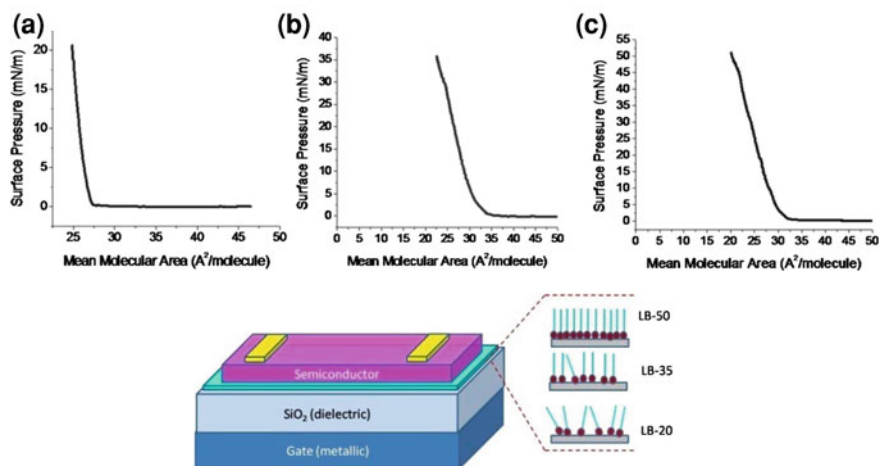 (a)
Surface Pressure (mN/m)
20
15
10
5
0
25 30 35 40 45 50
Mean Molecular Area (A²/molecule)
(b)
Surface Pressure (mN/m)
40
35
30
25
20
15
10
5
0
0 5 10 15 20 25 30 35 40 45 50
Mean Molecular Area (A²/molecule)
(c)
Surface Pressure (mN/m)
55
50
45
40
35
30
25
20
15
10
5
0
0 5 10 15 20 25 30 35 40 45 50
Mean Molecular Area (A²/molecule)
Semiconductor
SiO₂ (dielectric)
Gate (metallic)
LB-50
LB-35
LB-20